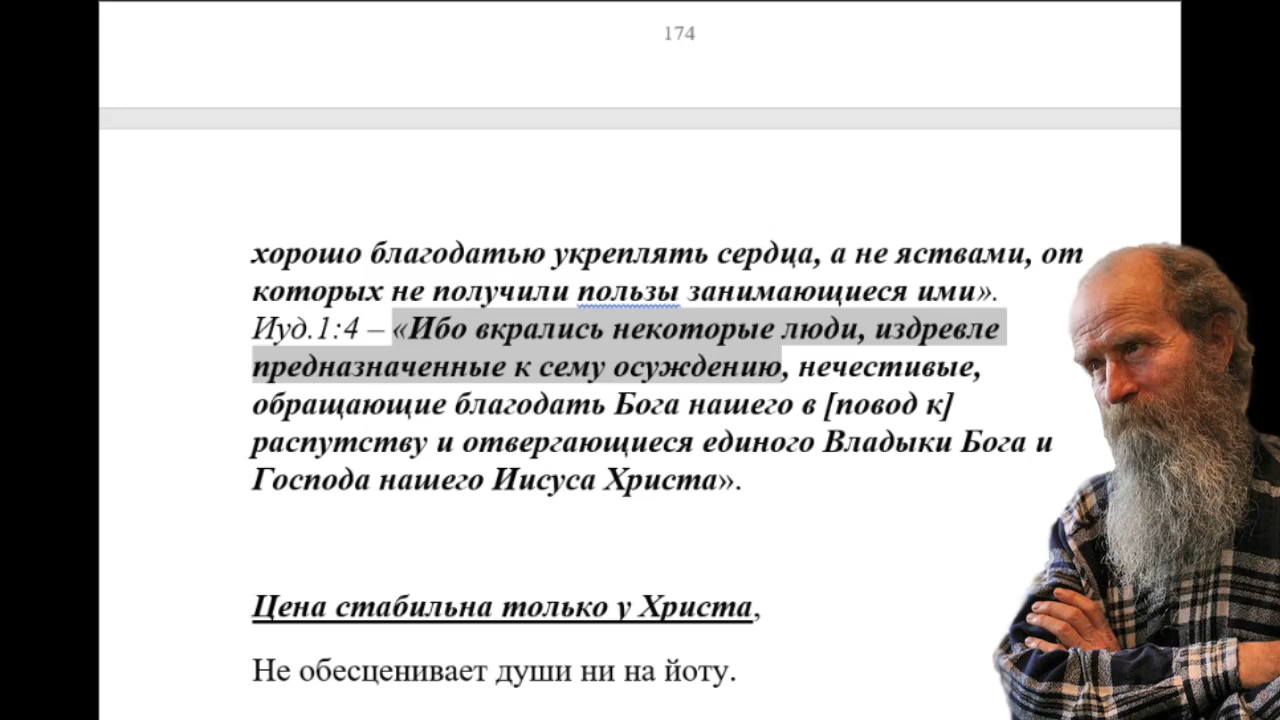 174
хорошо благодатью укреплять сердца, а не яствами, от
которых не получили пользы занимающиеся ими».
Иуд.1:4 – «Ибо вкрались некоторые люди, издревле
предназначенные к сему осуждению, нечестивые,
обращающие благодать Бога нашего в [повод к]
распутству и отвергающиеся единого Владыки Бога и
Господа нашего Иисуса Христа».
Цена стабильна только у Христа,
Не обесценивает души ни на йоту.